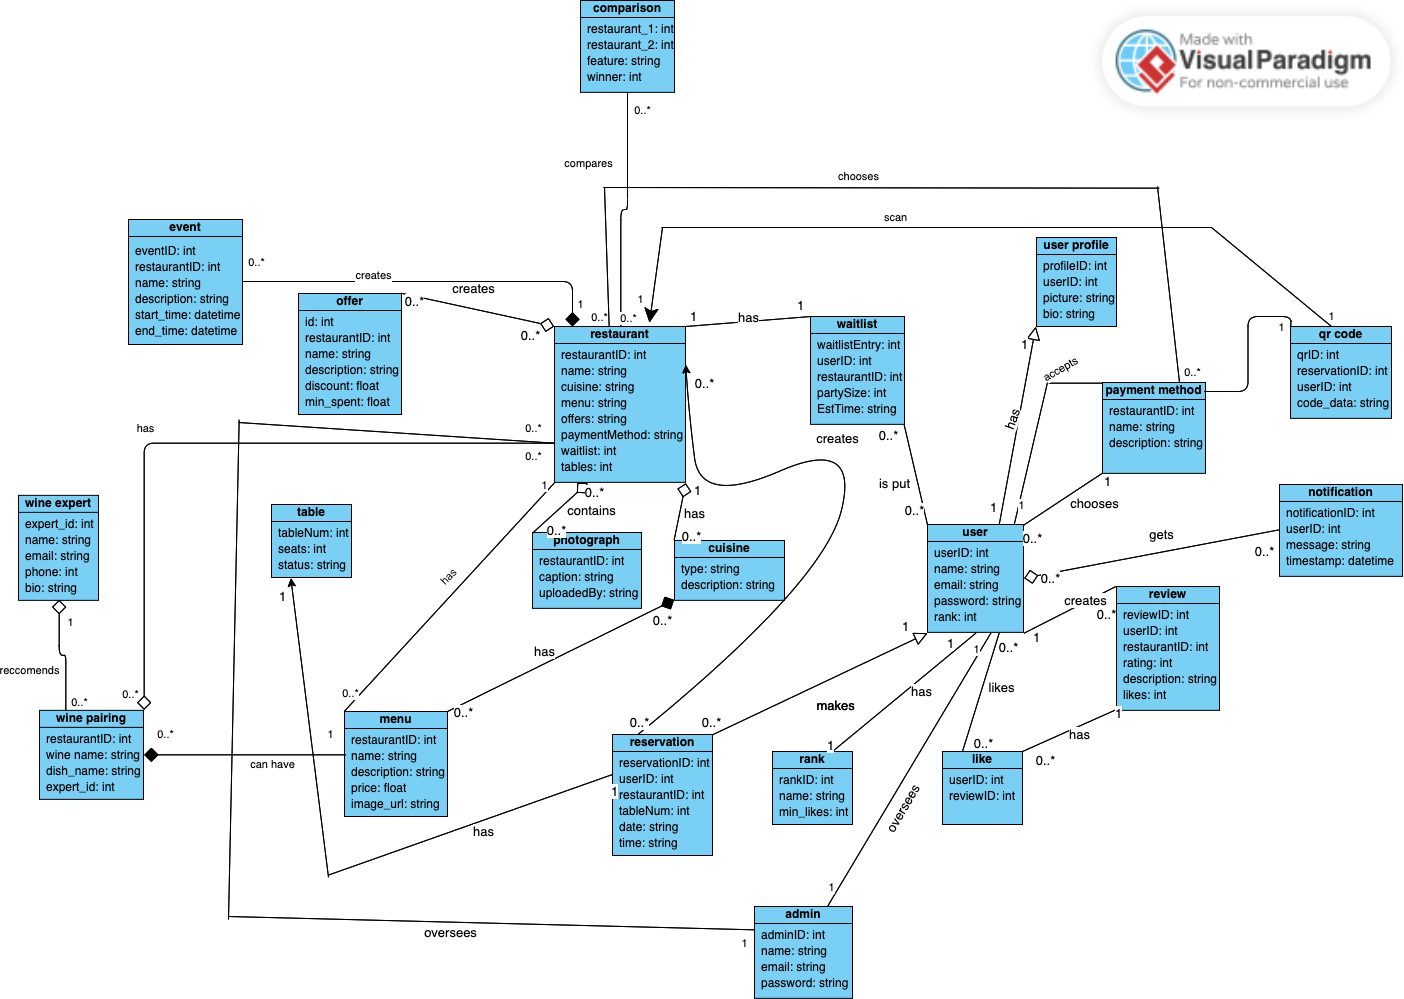 comparison
restaurant_1: int
restaurant_2: int
feature: string
winner: int
Made with
Visual Paradigm
For non-commercial use
0..*
compares
chooses
scan
event
eventID: int
restaurantID: int
name: string
description: string
start_time: datetime
end_time: datetime
0..*
creates
1
offer
id: int
restaurantID: int
name: string
description: string
discount: float
min_spent: float
0..*
creates
0..*
0..*
0..*
1
restaurant
restaurantID: int
name: string
cuisine: string
menu: string
offers: string
paymentMethod: string
waitlist: int
tables: int
1
has
1
waitlist
waitlistEntry: int
userID: int
restaurantID: int
partySize: int
EstTime: string
creates
0..*
is put
0..*
user profile
profileID: int
userID: int
picture: string
bio: string
1
has
1
accepts
1
0..*
payment method
restaurantID: int
name: string
description: string
1
chooses
0..*
1
1
qr code
qrID: int
reservationID: int
userID: int
code_data: string
0..*
has
0..*
0..*
wine expert
expert_id: int
name: string
email: string
phone: int
bio: string
1
reccomends
0..*
0..*
table
tableNum: int
seats: int
status: string
1
1
has
0..*
0..*
contains
0..*
photograph
restaurantID: int
caption: string
uploadedBy: string
1
has
0..*
cuisine
type: string
description: string
0..*
has
0..*
user
userID: int
name: string
email: string
password: string
rank: int
notification
notificationID: int
userID: int
message: string
timestamp: datetime
gets
0..*
0..*
review
reviewID: int
userID: int
restaurantID: int
rating: int
description: string
likes: int
creates
0..*
1
1
has
0..*
wine pairing
restaurantID: int
wine name: string
dish_name: string
expert_id: int
0..*
can have
1
menu
restaurantID: int
name: string
description: string
price: float
image_url: string
0..*
reservation
reservationID: int
userID: int
restaurantID: int
tableNum: int
date: string
time: string
1
has
0..*
makes
1
1
has
1
rank
rankID: int
name: string
min_likes: int
0..*
likes
0..*
like
userID: int
reviewID: int
1
oversees
1
admin
adminID: int
name: string
email: string
password: string
oversees
1